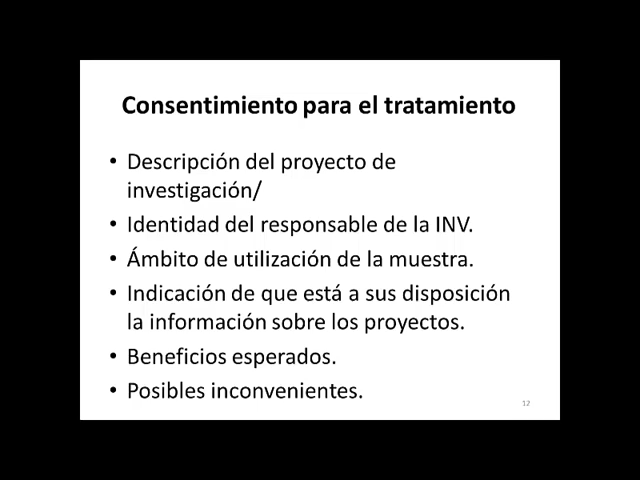 Consentimiento para el tratamiento
• Descripción del proyecto de
investigación/
• Identidad del responsable de la INV.
• Ámbito de utilización de la muestra.
• Indicación de que está a sus disposición
la información sobre los proyectos.
• Beneficios esperados.
• Posibles inconvenientes.
12